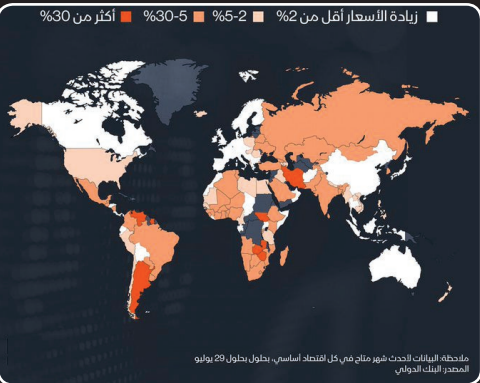 زيادة الأسعار أقل من 2% 2-5% 5-30% أكثر من 30%
ملاحظة: البيانات لأحدث شهر متاح في كل اقتصاد أساسي، بحلول بحلول 29 يوليو
المصدر: البنك الدولي